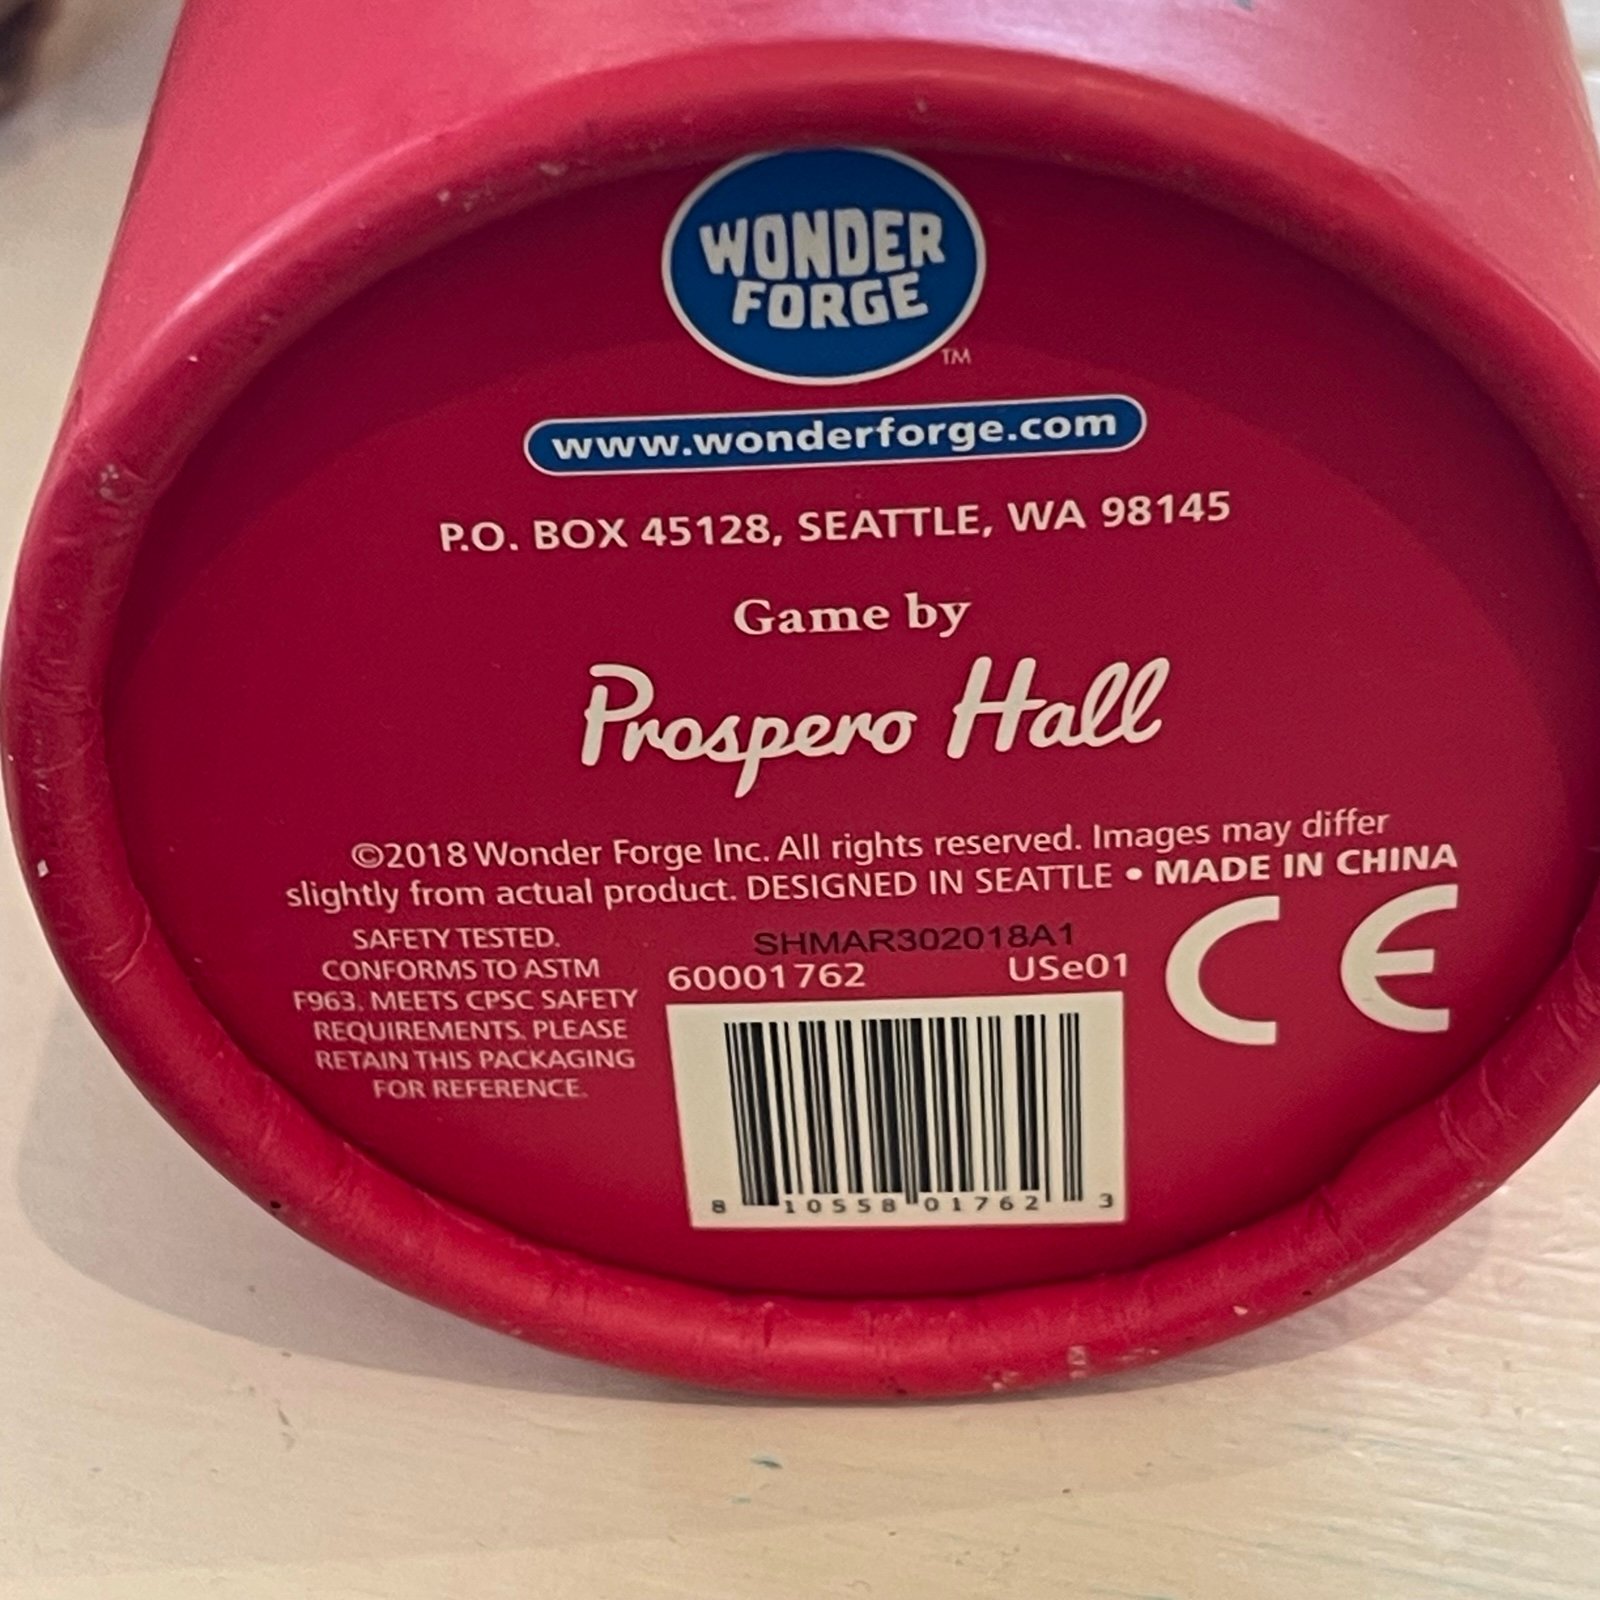 WONDER
FORGE
TM
www.wonderforge.com
P.O. BOX 45128, SEATTLE, WA 98145
Game by
Prospero Hall
©2018 Wonder Forge Inc. All rights reserved. Images may differ
slightly from actual product. DESIGNED IN SEATTLE • MADE IN CHINA
SAFETY TESTED.
CONFORMS TO ASTM
F963. MEETS CPSC SAFETY
REQUIREMENTS. PLEASE
RETAIN THIS PACKAGING
FOR REFERENCE.
SHMAR302018A1
60001762 USe01
CE
8 10558 01762 3